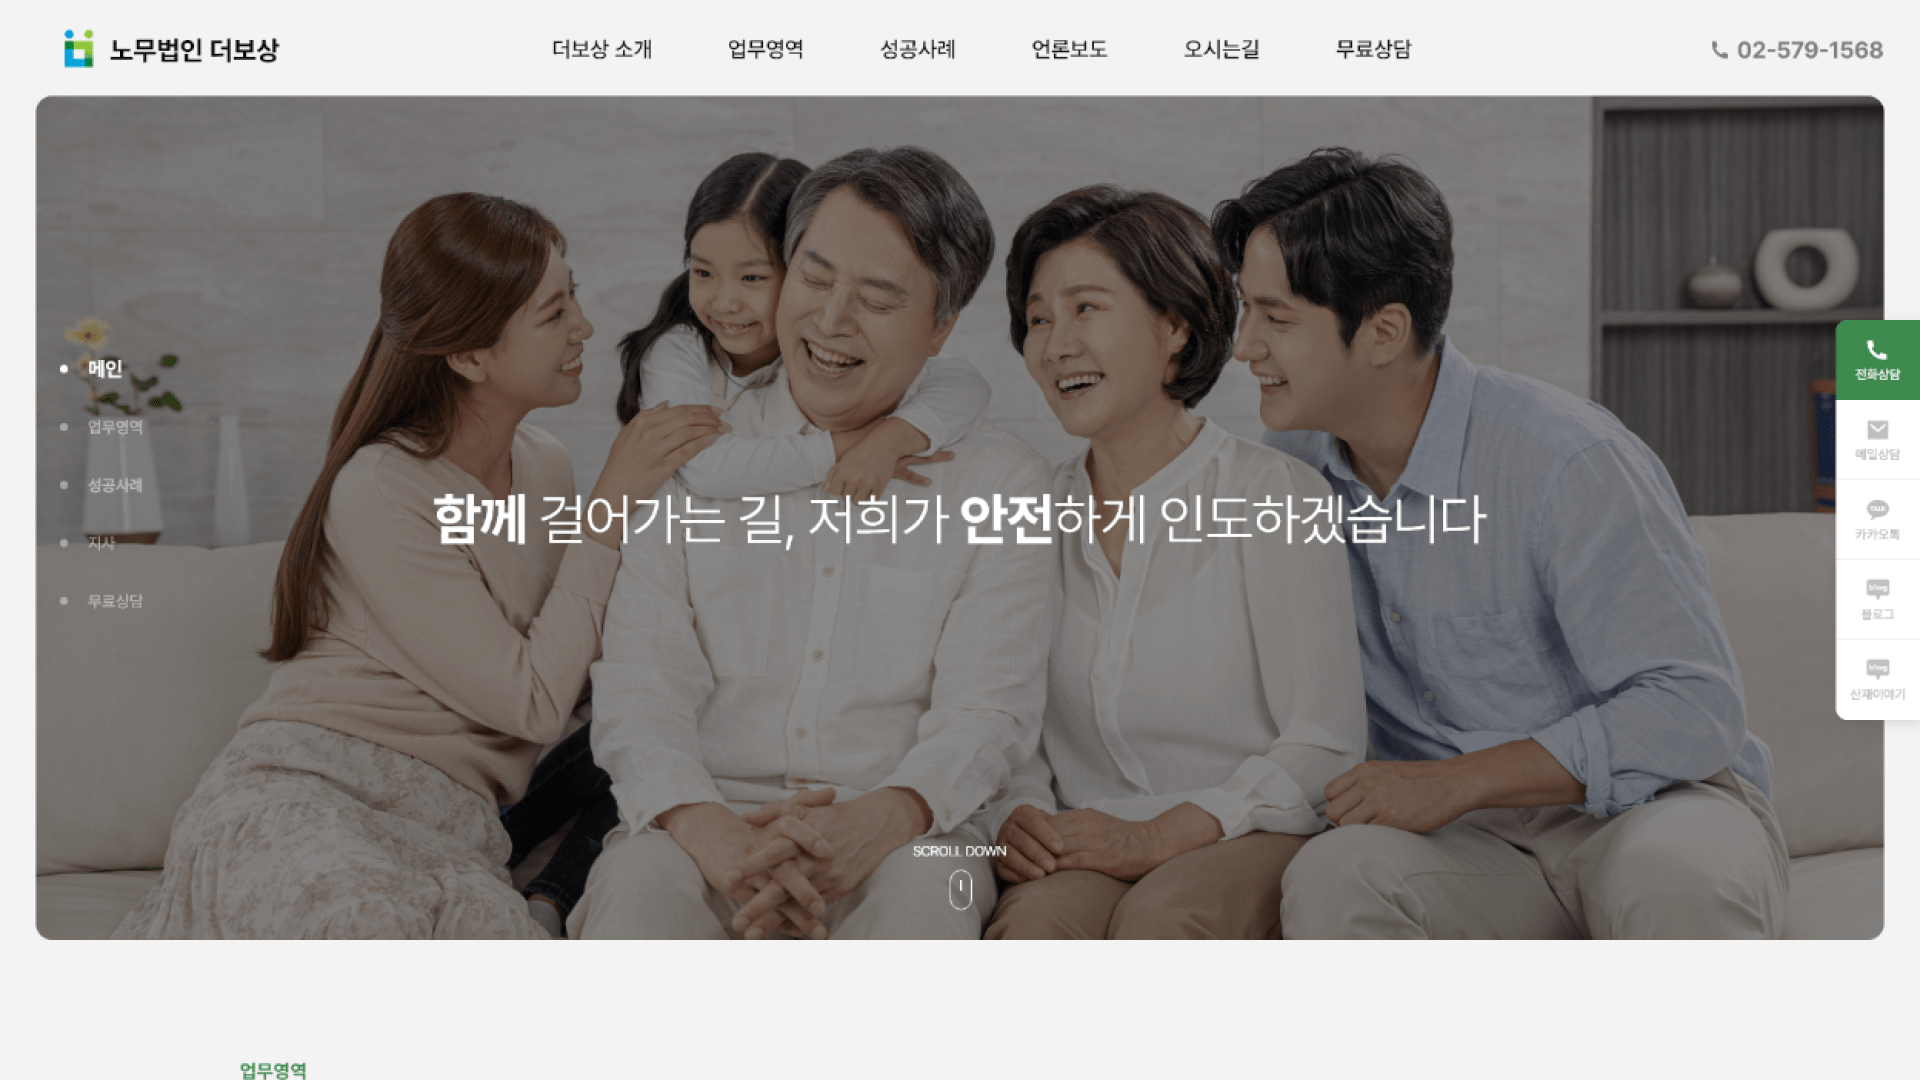 노무법인 더보상
더보상 소개
업무영역
성공사례
언론보도
오시는길
무료상담
02-579-1568
메인
업무영역
성공사례
지사
무료상담
함께 걸어가는 길, 저희가 안전하게 인도하겠습니다
전화상담
메일상담
TALK
카카오톡
blog
블로그
blog
산재이야기
SCROLL DOWN
업무영역